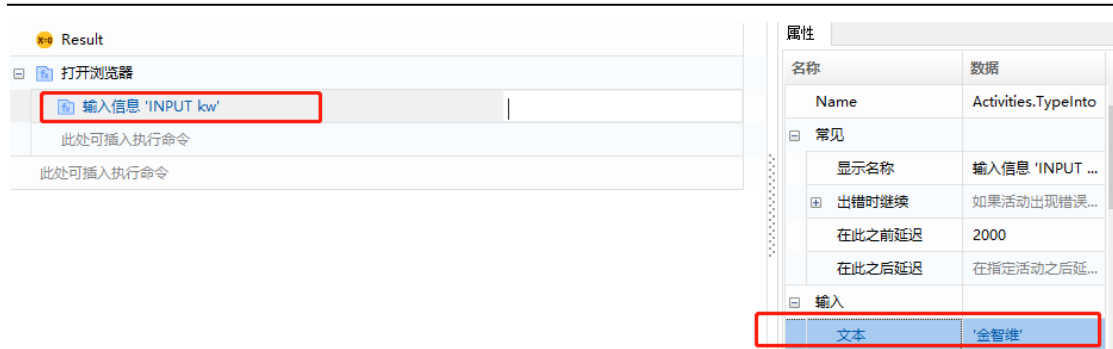 x=0 Result
打开浏览器
输入信息 'INPUT kw'
此处可插入执行命令
此处可插入执行命令
属性
名称 数据
Name Activities.TypeInto
常见
显示名称 输入信息 'INPUT ...
出错时继续 如果活动出现错误...
在此之前延迟 2000
在此之后延迟 在指定活动之后延...
输入
文本 '金智维'